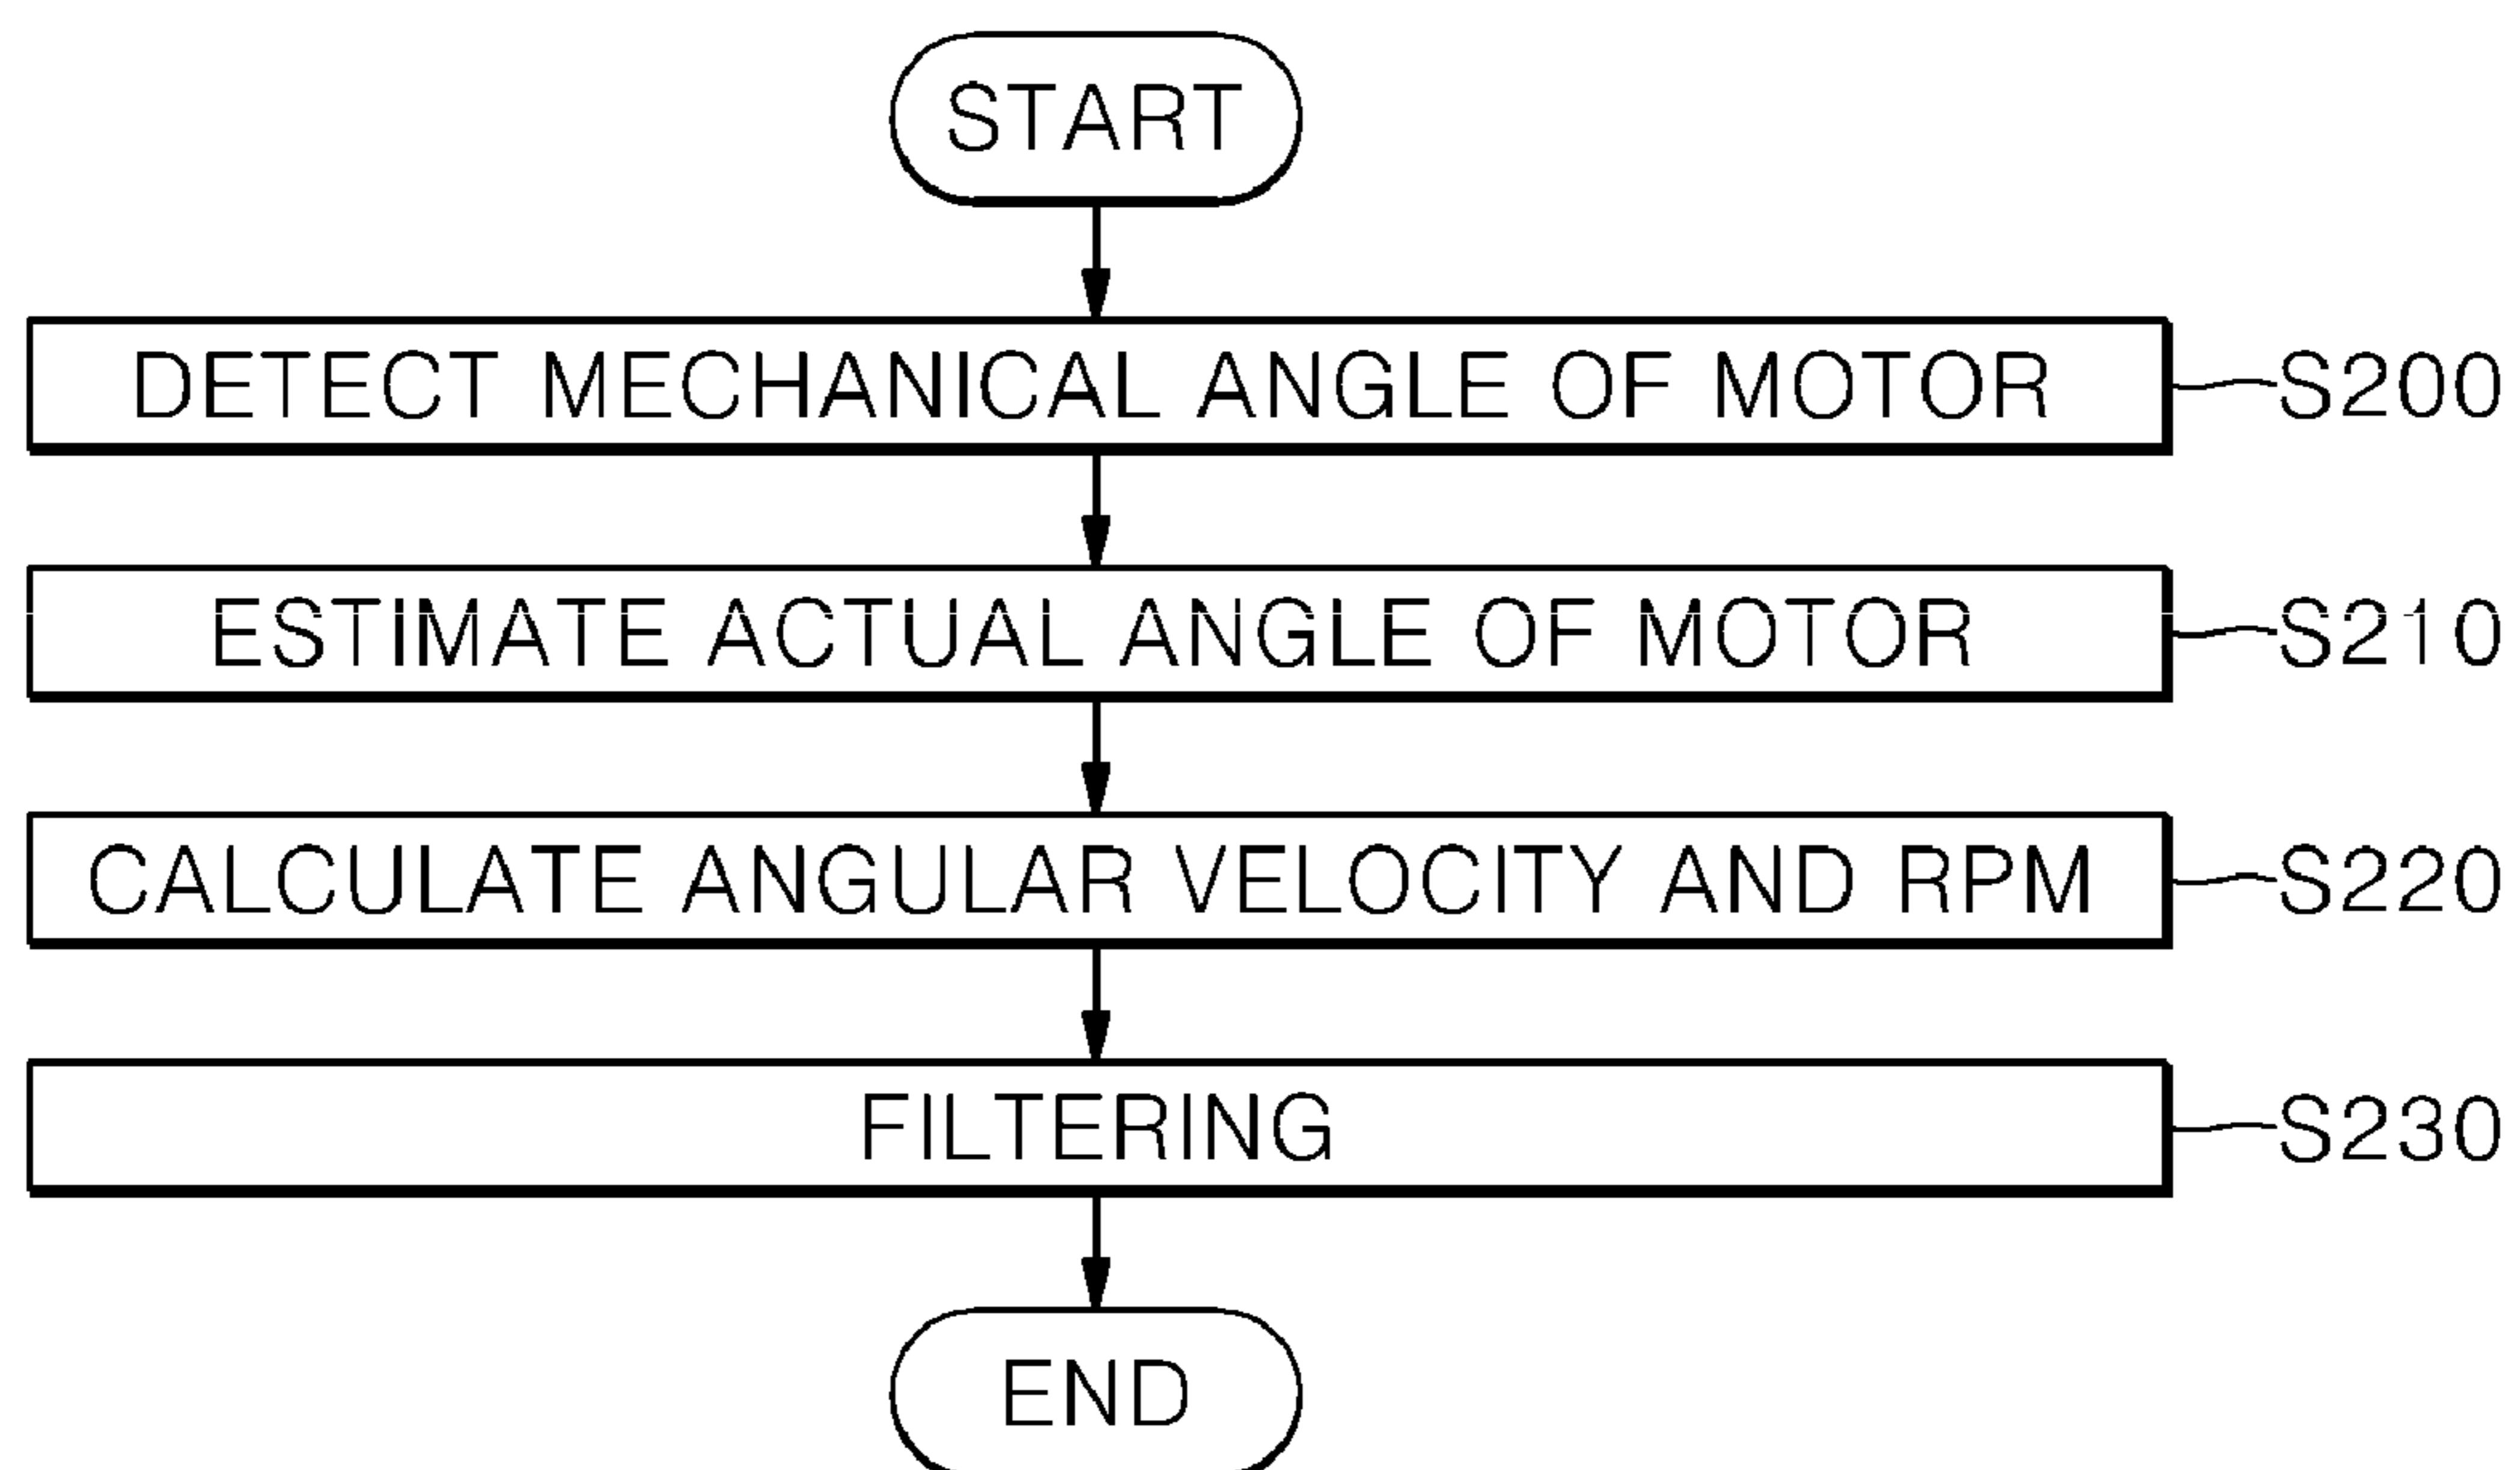 START
DETECT MECHANICAL ANGLE OF MOTOR S200
ESTIMATE ACTUAL ANGLE OF MOTOR S210
CALCULATE ANGULAR VELOCITY AND RPM S220
FILTERING S230
END